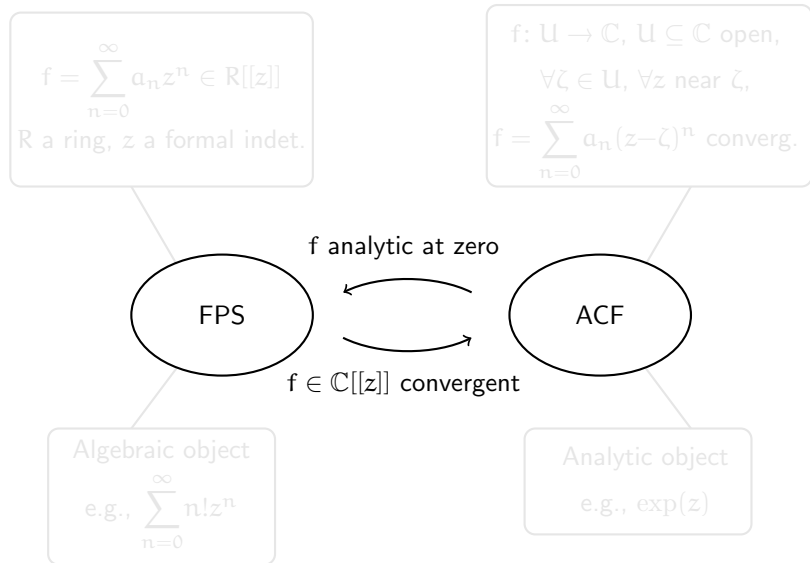 f = ∑_{n=0}^{∞} a_n z^n ∈ R[[z]]
R a ring, z a formal indet.
f: U → ℂ, U ⊆ ℂ open,
∀ζ ∈ U, ∀z near ζ,
f = ∑_{n=0}^{∞} a_n(z−ζ)^n converg.
f analytic at zero
FPS
ACF
f ∈ ℂ[[z]] convergent
Algebraic object
e.g., ∑_{n=0}^{∞} n!z^n
Analytic object
e.g., exp(z)